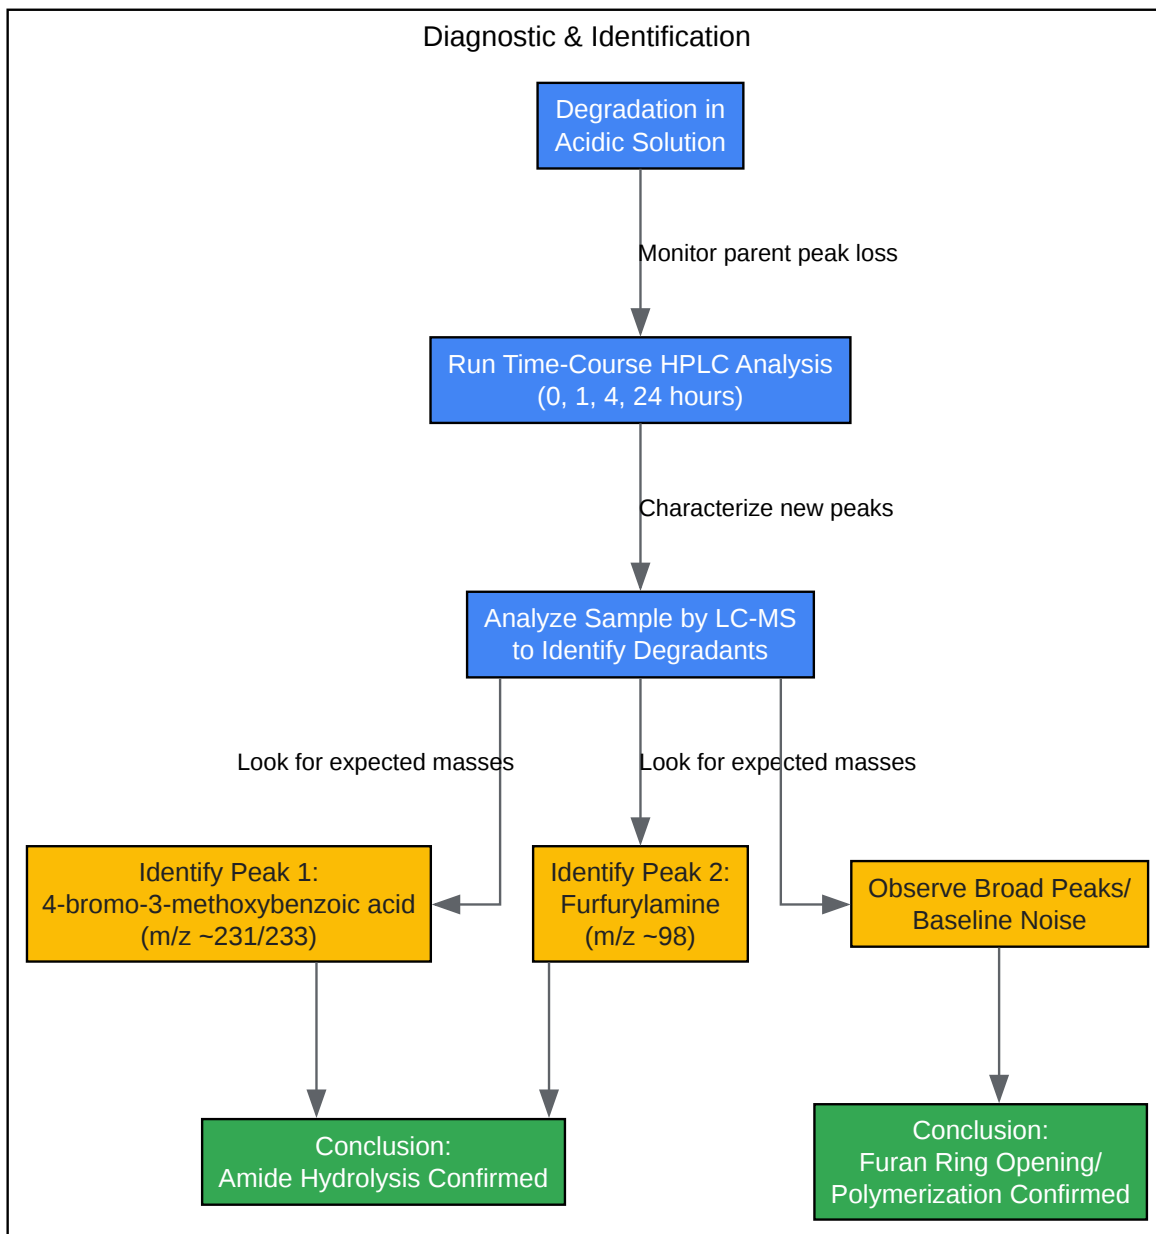 Diagnostic & Identification
Degradation in
Acidic Solution
Monitor parent peak loss
Run Time-Course HPLC Analysis
(0, 1, 4, 24 hours)
Characterize new peaks
Analyze Sample by LC-MS
to Identify Degradants
Look for expected masses
Look for expected masses
Identify Peak 1:
4-bromo-3-methoxybenzoic acid
(m/z ~231/233)
Identify Peak 2:
Furfurylamine
(m/z ~98)
Observe Broad Peaks/
Baseline Noise
Conclusion:
Amide Hydrolysis Confirmed
Conclusion:
Furan Ring Opening/
Polymerization Confirmed